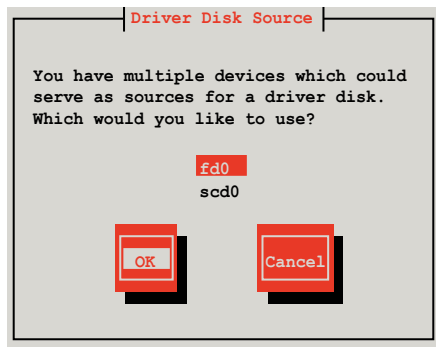 Driver Disk Source
You have multiple devices which could
serve as sources for a driver disk.
Which would you like to use?
fd0
scd0
OK Cancel